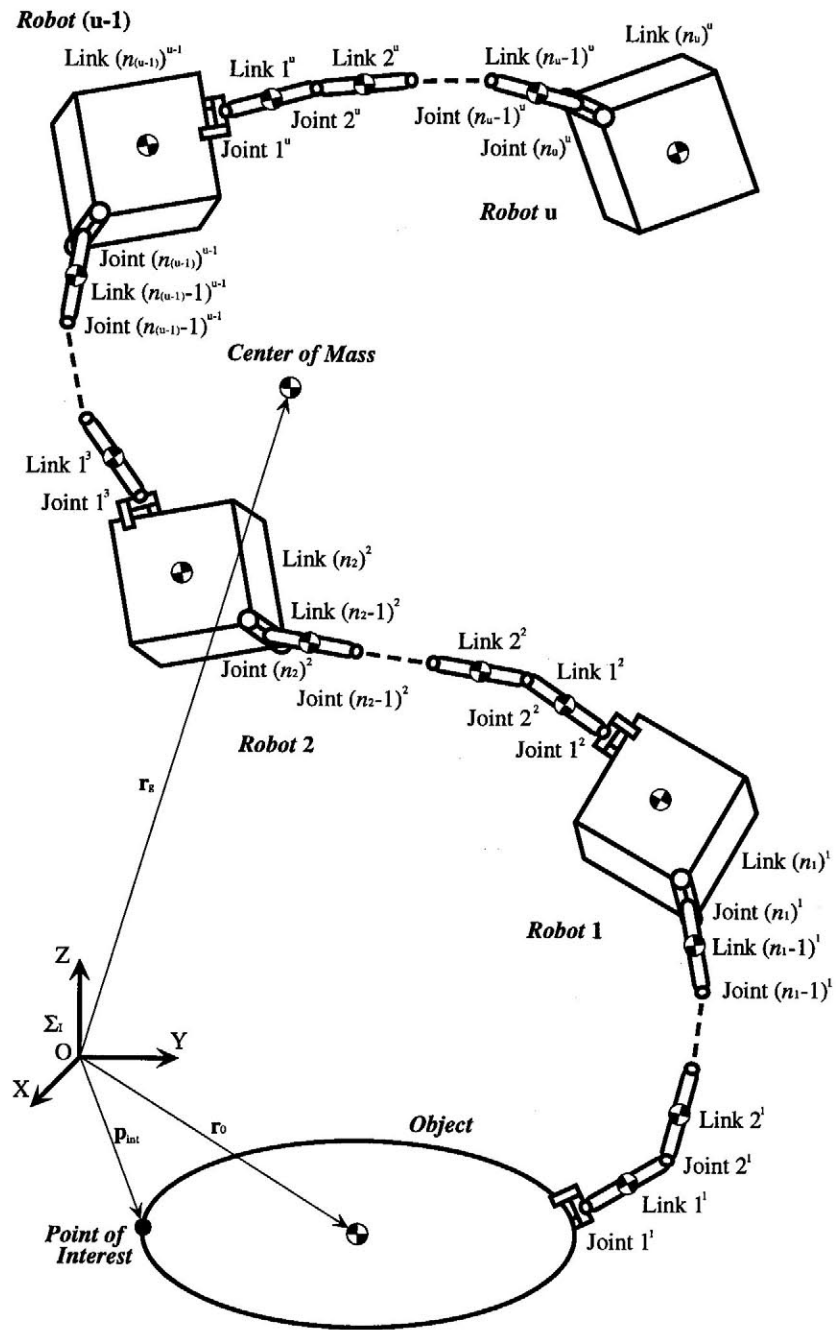 Robot (u-1)
Link (n(u-1))ᵘ⁻¹
Link 1ᵘ
Link 2ᵘ
Link (nᵤ-1)ᵘ
Link (nᵤ)ᵘ
Joint 1ᵘ
Joint 2ᵘ
Joint (nᵤ-1)ᵘ
Joint (nᵤ)ᵘ
Robot u
Joint (n(u-1))ᵘ⁻¹
Link (n(u-1)-1)ᵘ⁻¹
Joint (n(u-1)-1)ᵘ⁻¹
Center of Mass
Link 1³
Joint 1³
Link (n₂)²
Link (n₂-1)²
Joint (n₂)²
Joint (n₂-1)²
Link 2²
Link 1²
Joint 2²
Joint 1²
Robot 2
r_g
Link (n₁)¹
Joint (n₁)¹
Robot 1
Link (n₁-1)¹
Joint (n₁-1)¹
Z
Σ_I
O
Y
X
p_int
r₀
Object
Link 2¹
Joint 2¹
Link 1¹
Joint 1¹
Point of
Interest